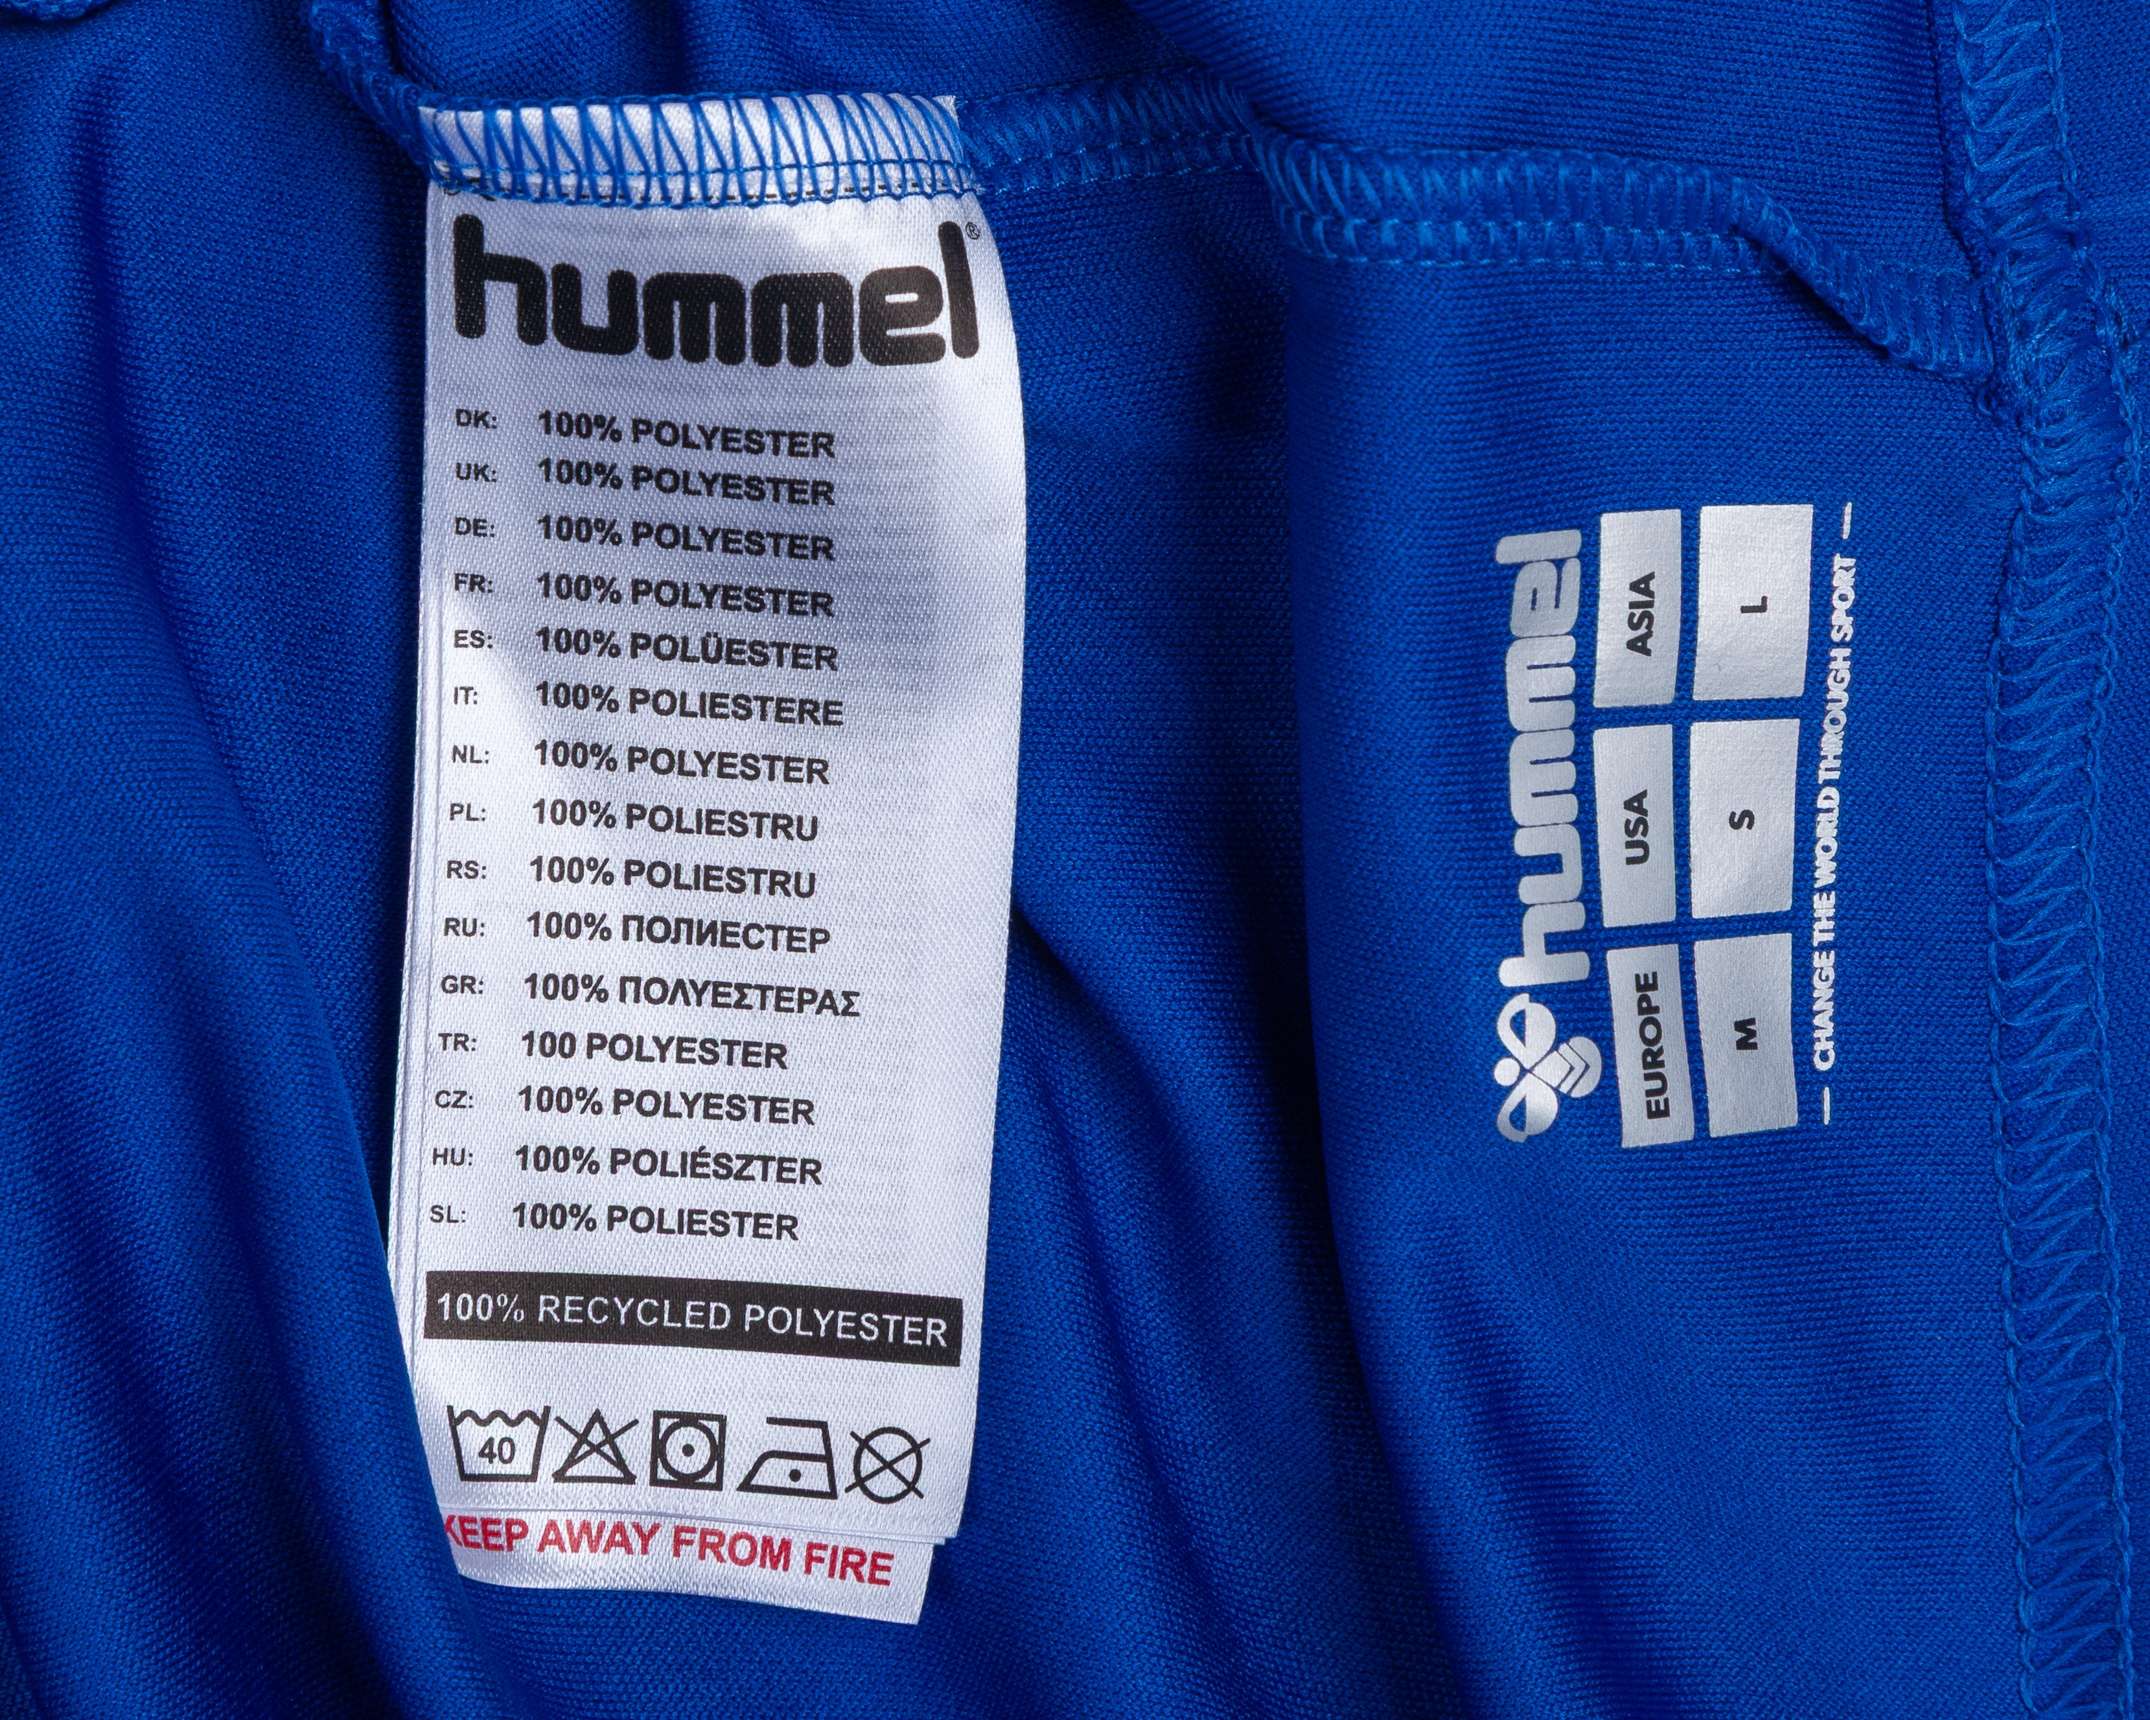 hummel®
DK: 100% POLYESTER
UK: 100% POLYESTER
DE: 100% POLYESTER
FR: 100% POLYESTER
ES: 100% POLÜESTER
IT: 100% POLIESTERE
NL: 100% POLYESTER
PL: 100% POLIESTRU
RS: 100% POLIESTRU
RU: 100% ПОЛИЕСТЕР
GR: 100% ΠΟΛΥΕΣΤΕΡΑΣ
TR: 100 POLYESTER
CZ: 100% POLYESTER
HU: 100% POLIÉSZTER
SL: 100% POLIESTER
100% RECYCLED POLYESTER
40
KEEP AWAY FROM FIRE
hummel
EUROPE USA ASIA
M S L
— CHANGE THE WORLD THROUGH SPORT —